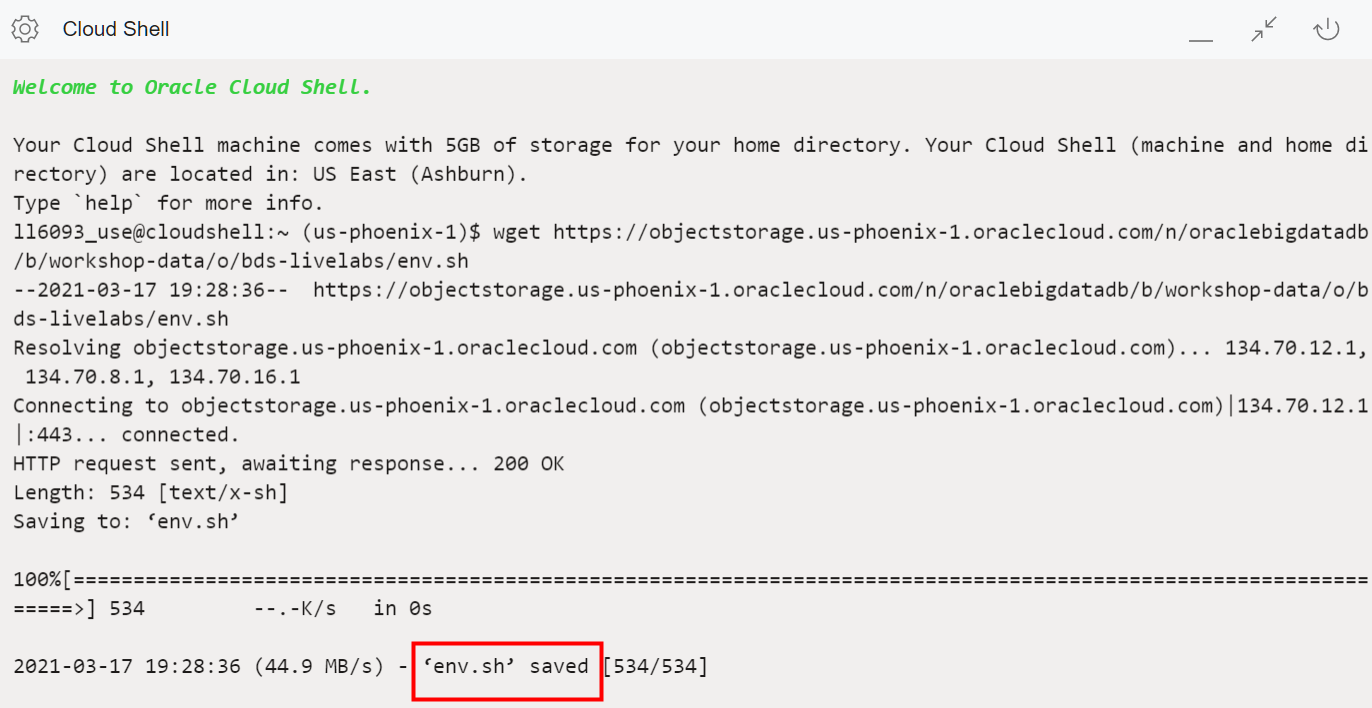 Cloud Shell
Welcome to Oracle Cloud Shell.
Your Cloud Shell machine comes with 5GB of storage for your home directory. Your Cloud Shell (machine and home di
rectory) are located in: US East (Ashburn).
Type `help` for more info.
ll6093_use@cloudshell:~ (us-phoenix-1)$ wget https://objectstorage.us-phoenix-1.oraclecloud.com/n/oraclebigdatadb
/b/workshop-data/o/bds-livelabs/env.sh
--2021-03-17 19:28:36--  https://objectstorage.us-phoenix-1.oraclecloud.com/n/oraclebigdatadb/b/workshop-data/o/b
ds-livelabs/env.sh
Resolving objectstorage.us-phoenix-1.oraclecloud.com (objectstorage.us-phoenix-1.oraclecloud.com)... 134.70.12.1,
 134.70.8.1, 134.70.16.1
Connecting to objectstorage.us-phoenix-1.oraclecloud.com (objectstorage.us-phoenix-1.oraclecloud.com)|134.70.12.1
|:443... connected.
HTTP request sent, awaiting response... 200 OK
Length: 534 [text/x-sh]
Saving to: ‘env.sh’
100%[============================================================================================================
=====>] 534         --.-K/s   in 0s
2021-03-17 19:28:36 (44.9 MB/s) - ‘env.sh’ saved [534/534]